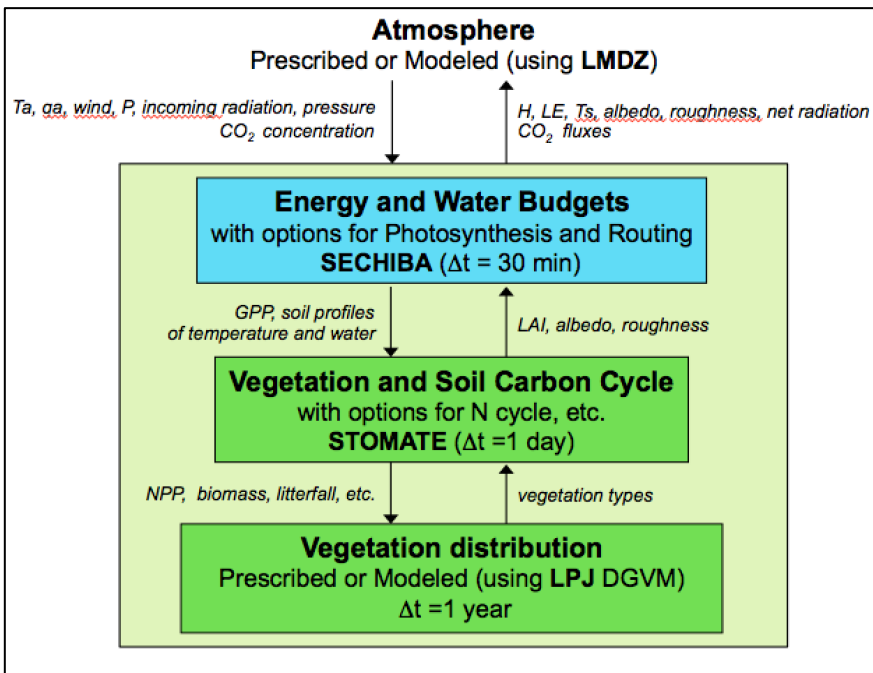 Atmosphere
Prescribed or Modeled (using LMDZ)
Ta, qa, wind, P, incoming radiation, pressure
CO₂ concentration
H, LE, Ts, albedo, roughness, net radiation
CO₂ fluxes
Energy and Water Budgets
with options for Photosynthesis and Routing
SECHIBA (Δt = 30 min)
GPP, soil profiles
of temperature and water
LAI, albedo, roughness
Vegetation and Soil Carbon Cycle
with options for N cycle, etc.
STOMATE (Δt =1 day)
NPP, biomass, litterfall, etc.
vegetation types
Vegetation distribution
Prescribed or Modeled (using LPJ DGVM)
Δt =1 year